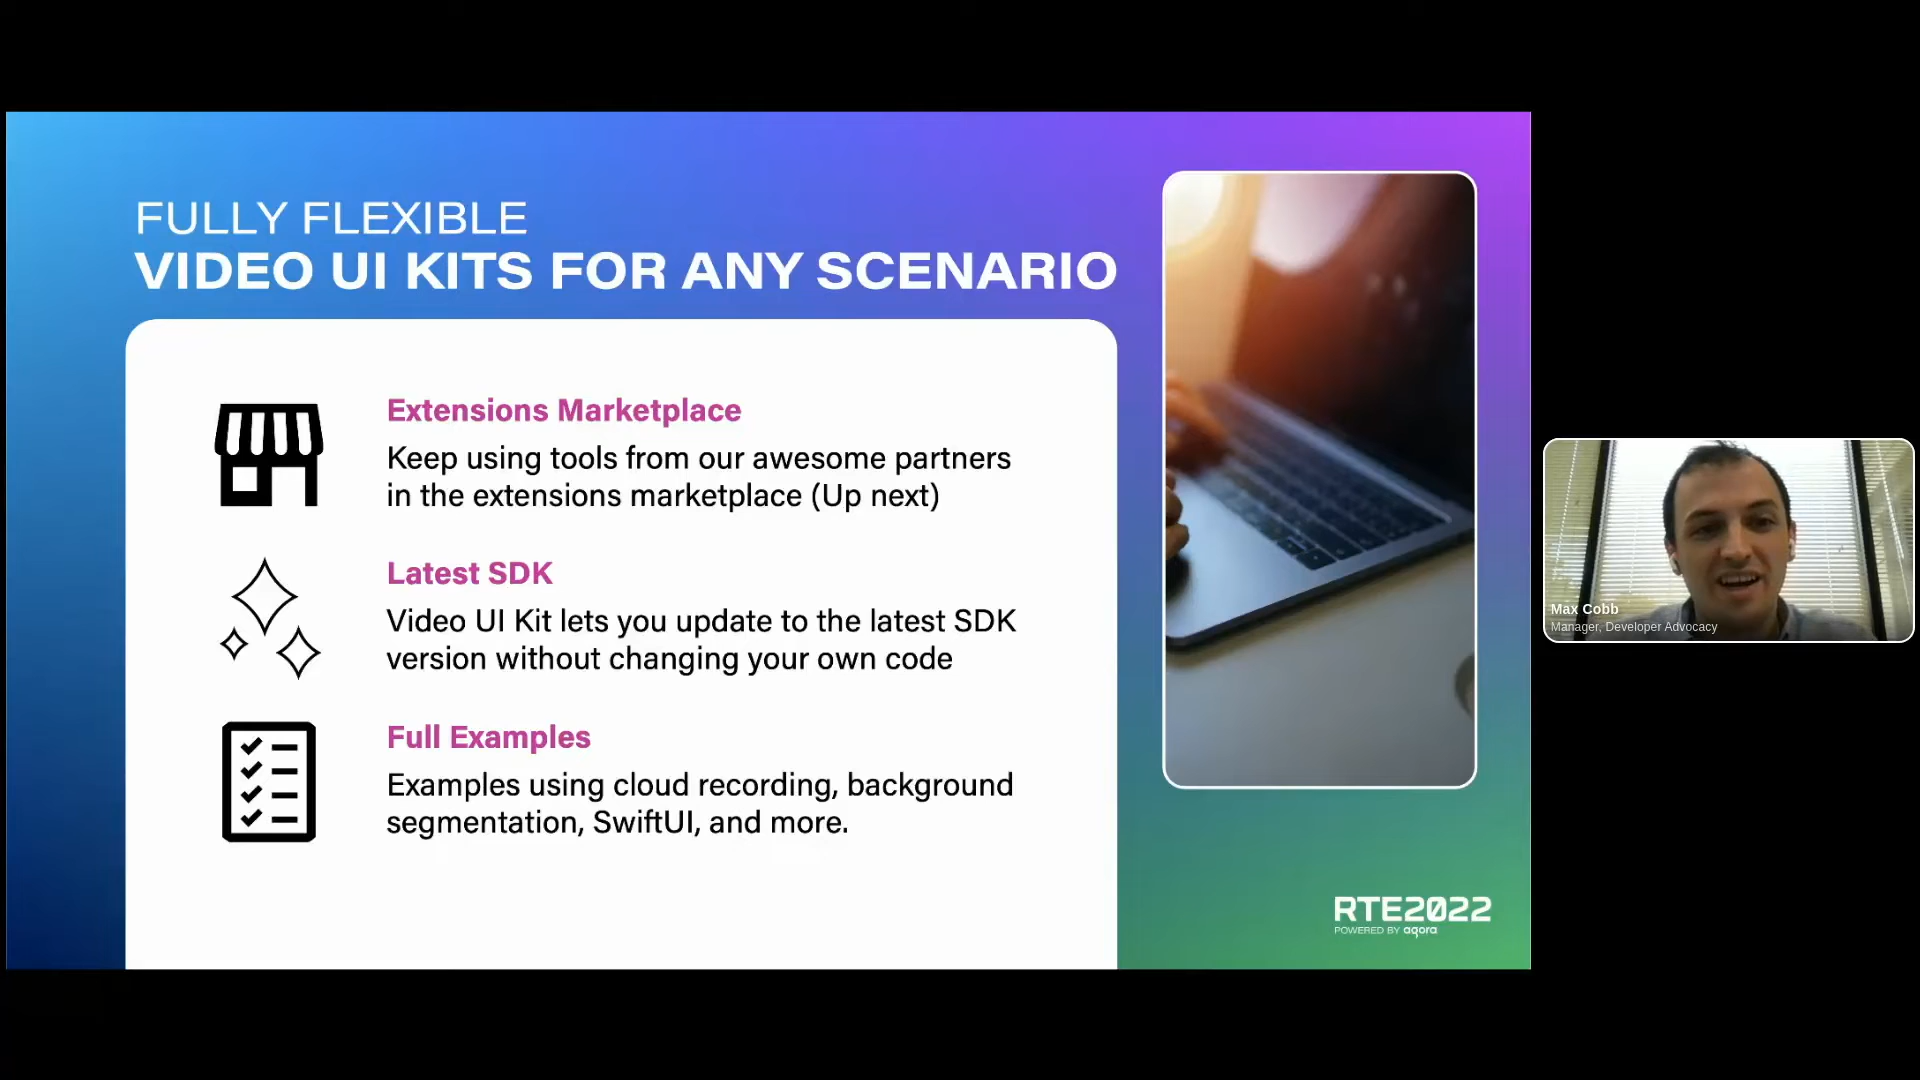 FULLY FLEXIBLE
VIDEO UI KITS FOR ANY SCENARIO
Extensions Marketplace
Keep using tools from our awesome partners
in the extensions marketplace (Up next)
Latest SDK
Video UI Kit lets you update to the latest SDK
version without changing your own code
Full Examples
Examples using cloud recording, background
segmentation, SwiftUI, and more.
RTE2022
POWERED BY agora
Max Cobb
Manager, Developer Advocacy